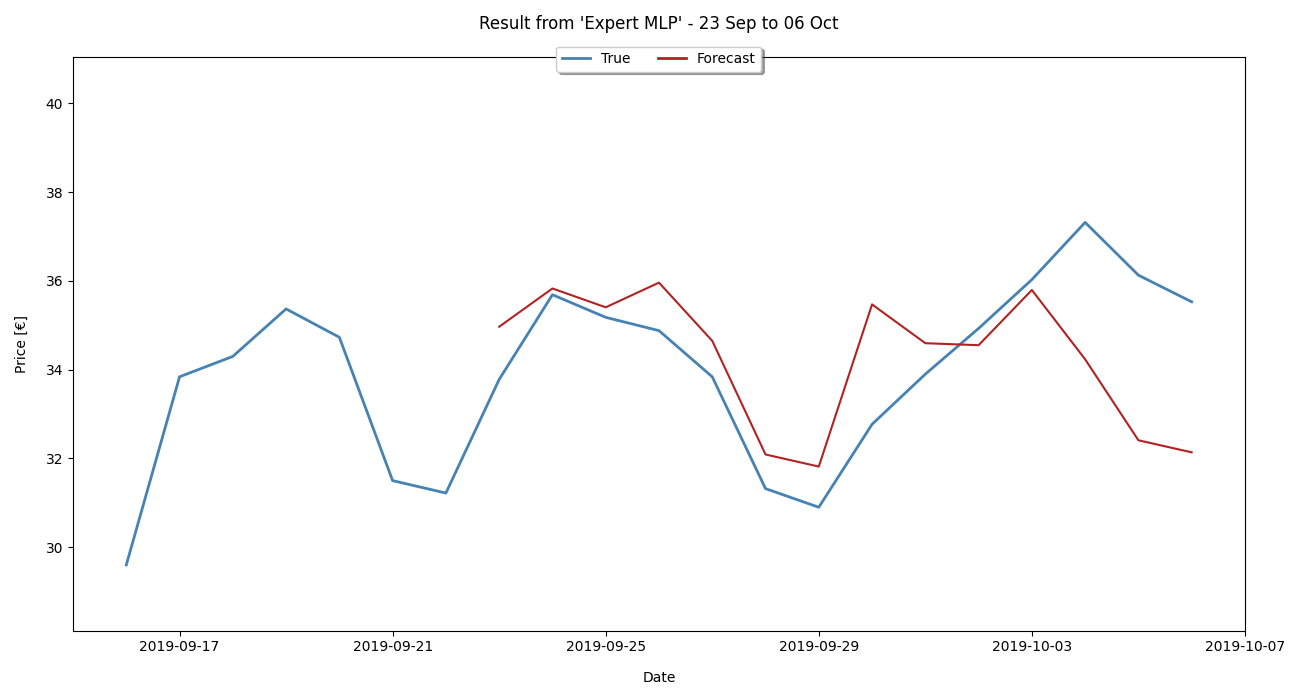 Result from 'Expert MLP' - 23 Sep to 06 Oct
True Forecast
40
38
36
34
32
30
Price [€]
2019-09-17 2019-09-21 2019-09-25 2019-09-29 2019-10-03 2019-10-07
Date